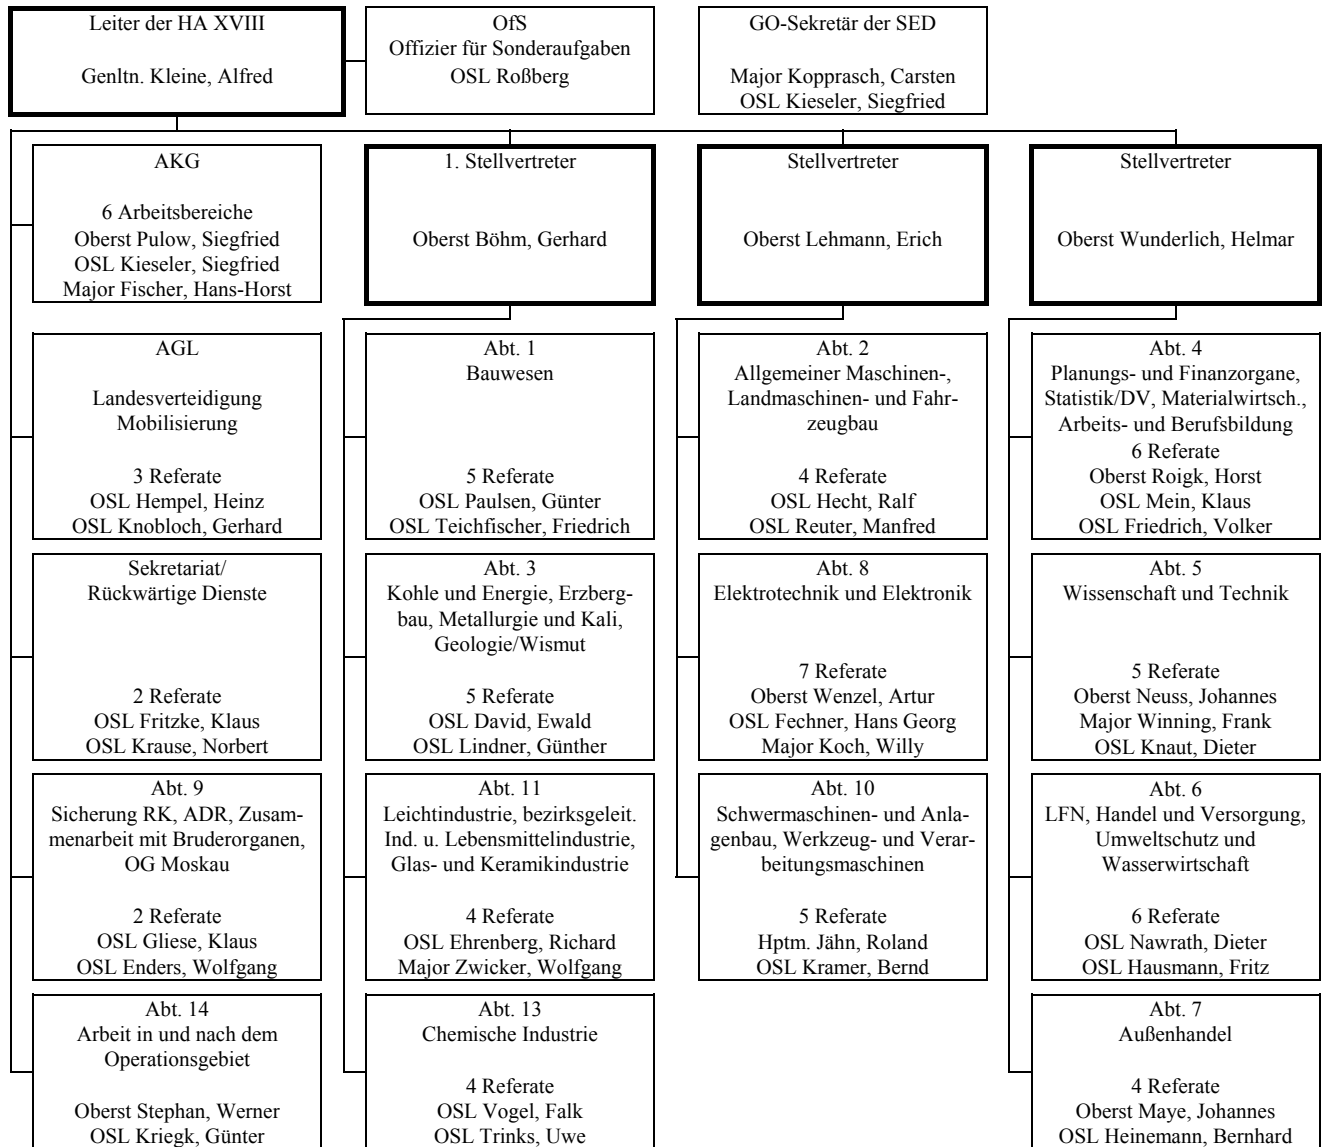 Leiter der HA XVIII
Genltn. Kleine, Alfred
OfS
Offizier für Sonderaufgaben
OSL Roßberg
GO-Sekretär der SED
Major Kopprasch, Carsten
OSL Kieseler, Siegfried
AKG
6 Arbeitsbereiche
Oberst Pulow, Siegfried
OSL Kieseler, Siegfried
Major Fischer, Hans-Horst
1. Stellvertreter
Oberst Böhm, Gerhard
Stellvertreter
Oberst Lehmann, Erich
Stellvertreter
Oberst Wunderlich, Helmar
AGL
Landesverteidigung
Mobilisierung
3 Referate
OSL Hempel, Heinz
OSL Knobloch, Gerhard
Abt. 1
Bauwesen
5 Referate
OSL Paulsen, Günter
OSL Teichfischer, Friedrich
Abt. 2
Allgemeiner Maschinen-,
Landmaschinen- und Fahr-
zeugbau
4 Referate
OSL Hecht, Ralf
OSL Reuter, Manfred
Abt. 4
Planungs- und Finanzorgane,
Statistik/DV, Materialwirtsch.,
Arbeits- und Berufsbildung
6 Referate
Oberst Roigk, Horst
OSL Mein, Klaus
OSL Friedrich, Volker
Sekretariat/
Rückwärtige Dienste
2 Referate
OSL Fritzke, Klaus
OSL Krause, Norbert
Abt. 3
Kohle und Energie, Erzberg-
bau, Metallurgie und Kali,
Geologie/Wismut
5 Referate
OSL David, Ewald
OSL Lindner, Günther
Abt. 8
Elektrotechnik und Elektronik
7 Referate
Oberst Wenzel, Artur
OSL Fechner, Hans Georg
Major Koch, Willy
Abt. 5
Wissenschaft und Technik
5 Referate
Oberst Neuss, Johannes
Major Winning, Frank
OSL Knaut, Dieter
Abt. 9
Sicherung RK, ADR, Zusam-
menarbeit mit Bruderorganen,
OG Moskau
2 Referate
OSL Gliese, Klaus
OSL Enders, Wolfgang
Abt. 11
Leichtindustrie, bezirksgeleit.
Ind. u. Lebensmittelindustrie,
Glas- und Keramikindustrie
4 Referate
OSL Ehrenberg, Richard
Major Zwicker, Wolfgang
Abt. 10
Schwermaschinen- und Anla-
genbau, Werkzeug- und Verar-
beitungsmaschinen
5 Referate
Hptm. Jähn, Roland
OSL Kramer, Bernd
Abt. 6
LFN, Handel und Versorgung,
Umweltschutz und
Wasserwirtschaft
6 Referate
OSL Nawrath, Dieter
OSL Hausmann, Fritz
Abt. 14
Arbeit in und nach dem
Operationsgebiet
Oberst Stephan, Werner
OSL Kriegk, Günter
Abt. 13
Chemische Industrie
4 Referate
OSL Vogel, Falk
OSL Trinks, Uwe
Abt. 7
Außenhandel
4 Referate
Oberst Maye, Johannes
OSL Heinemann, Bernhard